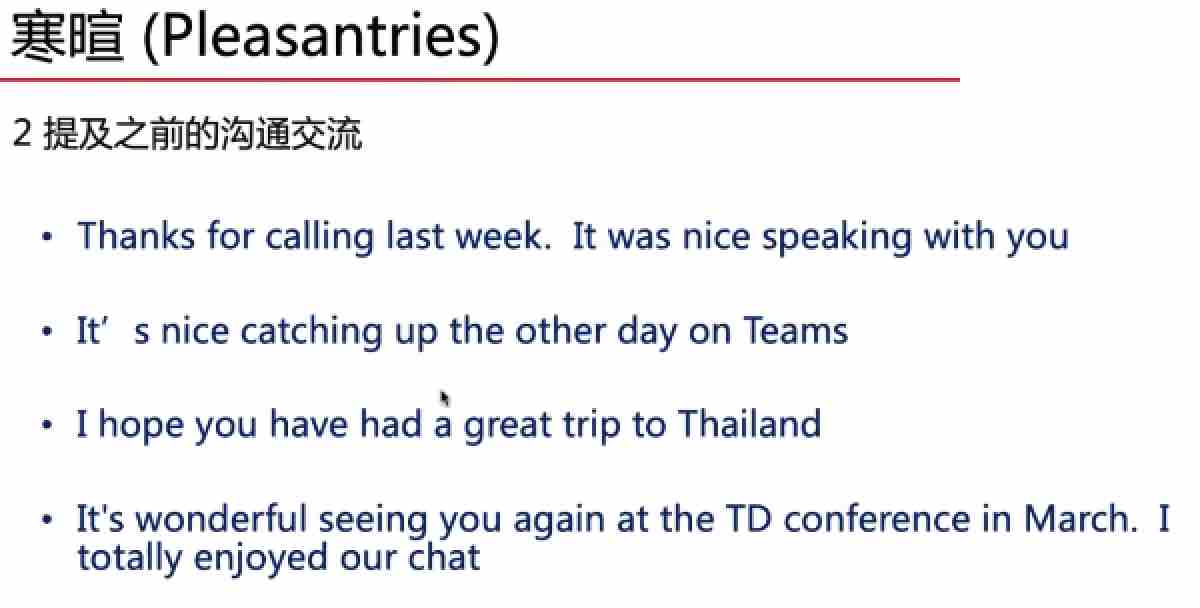 寒暄 (Pleasantries)
2 提及之前的沟通交流
• Thanks for calling last week.  It was nice speaking with you
• It’ s nice catching up the other day on Teams
• I hope you have had a great trip to Thailand
• It's wonderful seeing you again at the TD conference in March.  I
totally enjoyed our chat